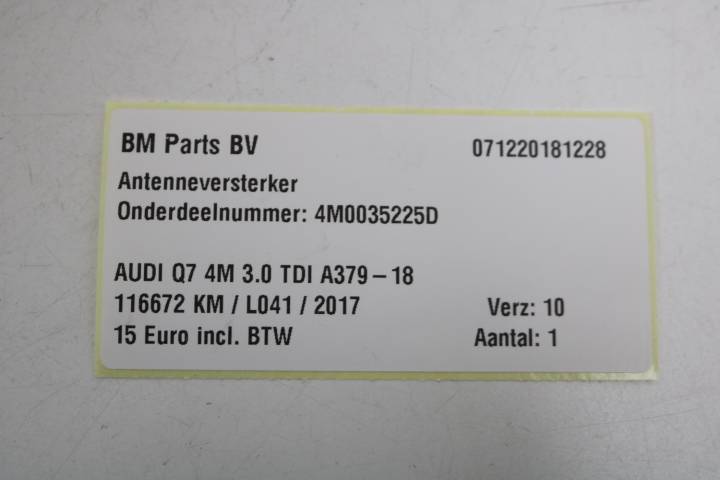 BM Parts BV 071220181228
Antenneversterker
Onderdeelnummer: 4M0035225D
AUDI Q7 4M 3.0 TDI A379-18
116672 KM / L041 / 2017 Verz: 10
15 Euro incl. BTW Aantal: 1